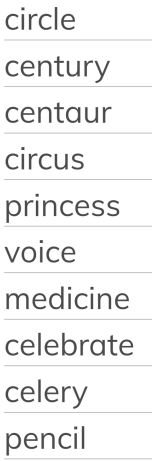 circle
century
centaur
circus
princess
voice
medicine
celebrate
celery
pencil